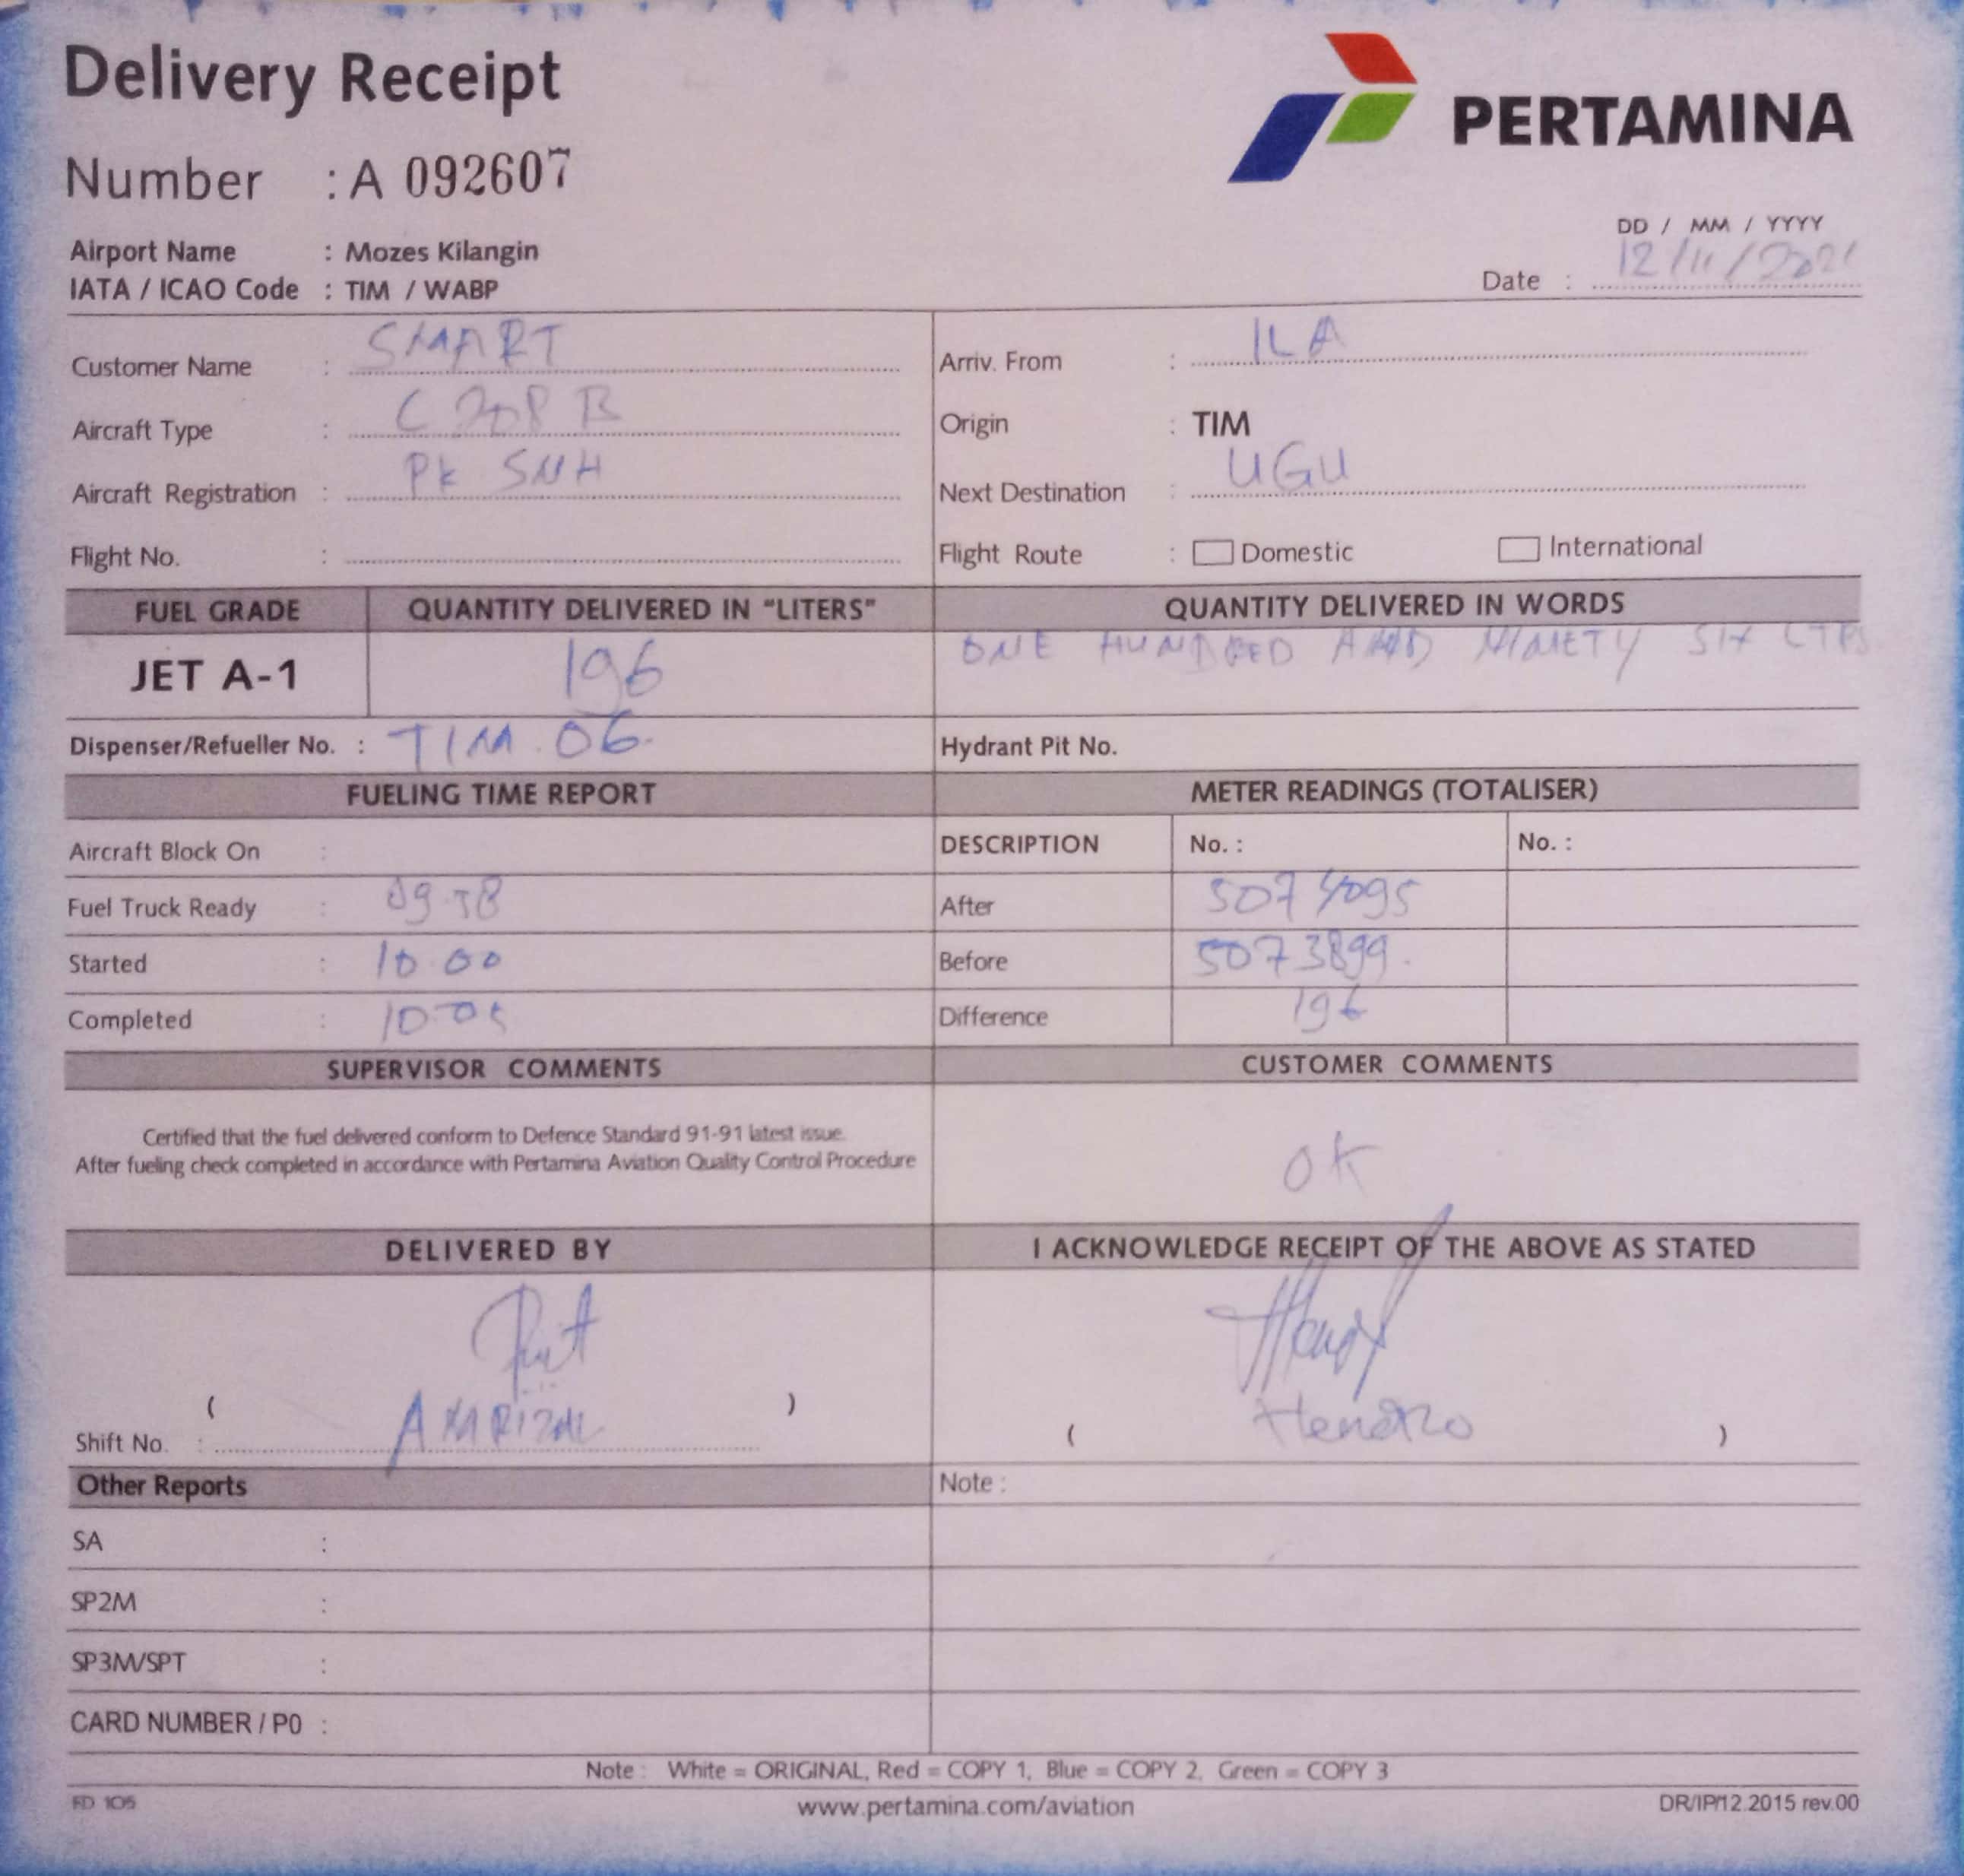 Delivery Receipt
PERTAMINA
Number : A 092607
DD / MM / YYYY
Airport Name : Mozes Kilangin
Date : 12/11/2021
IATA / ICAO Code : TIM / WABP
Customer Name : SMART
Arriv. From : ILA
Aircraft Type : C 208 B
Origin : TIM
Aircraft Registration : PK SNH
Next Destination : UGU
Flight No. :
Flight Route : Domestic International
FUEL GRADE QUANTITY DELIVERED IN "LITERS" QUANTITY DELIVERED IN WORDS
JET A-1 196 ONE HUNDRED AND NINETY SIX LTRS
Dispenser/Refueller No. : TIM 06. Hydrant Pit No.
FUELING TIME REPORT METER READINGS (TOTALISER)
Aircraft Block On : DESCRIPTION No. : No. :
Fuel Truck Ready : 09 58 After 5074095
Started : 10.00 Before 5073899.
Completed : 10 05 Difference 196
SUPERVISOR COMMENTS CUSTOMER COMMENTS
Certified that the fuel delivered conform to Defence Standard 91-91 latest issue.
After fueling check completed in accordance with Pertamina Aviation Quality Control Procedure
OK
DELIVERED BY I ACKNOWLEDGE RECEIPT OF THE ABOVE AS STATED
( )
Shift No. :
( Hendro )
Other Reports Note :
SA :
SP2M :
SP3M/SPT :
CARD NUMBER / P0 :
Note : White = ORIGINAL, Red = COPY 1, Blue = COPY 2, Green = COPY 3
FD 105 www.pertamina.com/aviation DR/IP/12.2015 rev.00